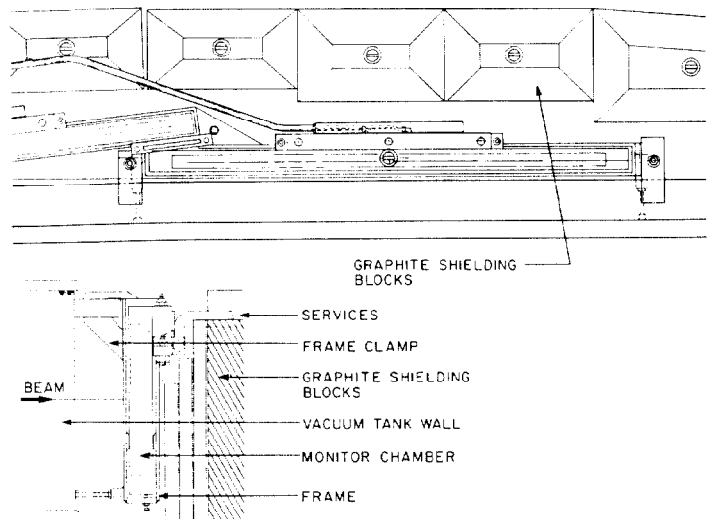 GRAPHITE SHIELDING
BLOCKS
SERVICES
FRAME CLAMP
GRAPHITE SHIELDING
BLOCKS
BEAM
VACUUM TANK WALL
MONITOR CHAMBER
FRAME